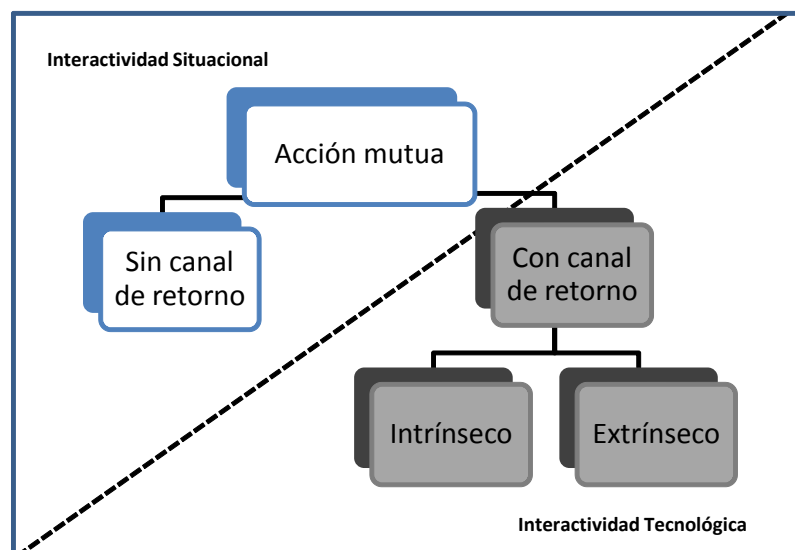 Interactividad Situacional
Acción mutua
Sin canal
de retorno
Con canal
de retorno
Intrínseco
Extrínseco
Interactividad Tecnológica